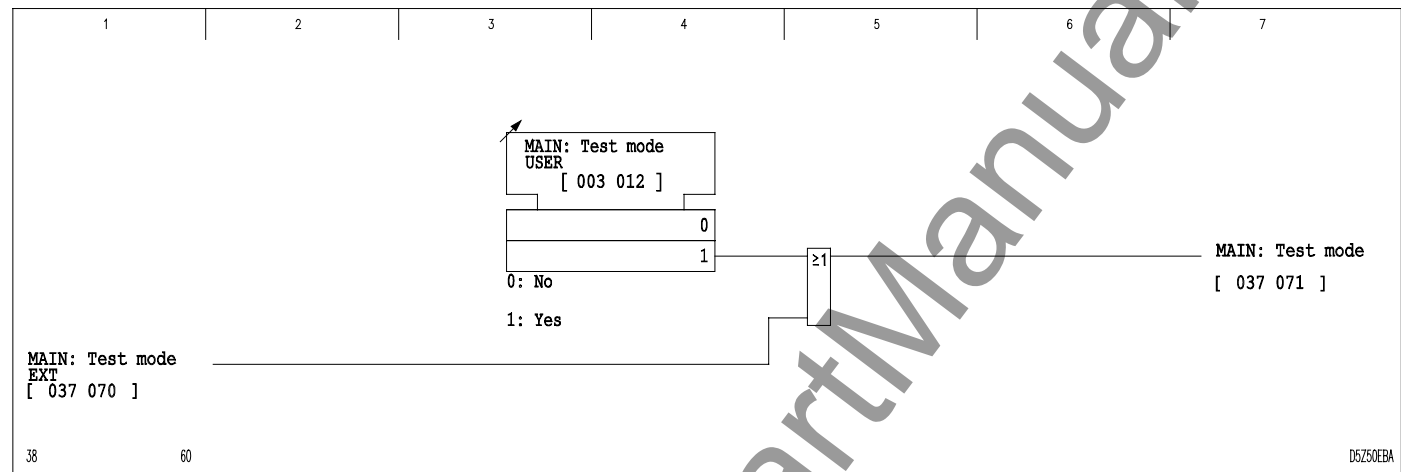 1 2 3 4 5 6 7
MAIN: Test mode
USER
[ 003 012 ]
0
1
≥1
0: No
1: Yes
MAIN: Test mode
[ 037 071 ]
MAIN: Test mode
EXT
[ 037 070 ]
38 60 D5Z50EBA
artManua